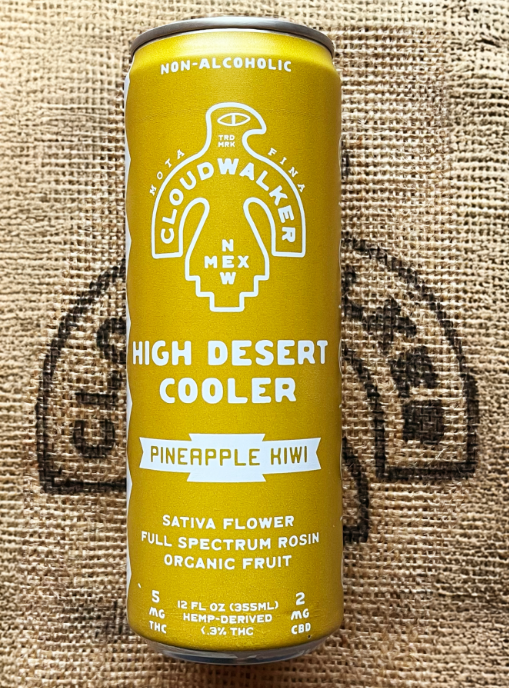 NON-ALCOHOLIC
TRD
MRK
MOTA FINA
CLOUDWALKER
N
MEX
W
HIGH DESERT
COOLER
PINEAPPLE KIWI
SATIVA FLOWER
FULL SPECTRUM ROSIN
ORGANIC FRUIT
5
MG
THC
12 FL OZ (355ML)
HEMP-DERIVED
<.3% THC
2
MG
CBD
CLO